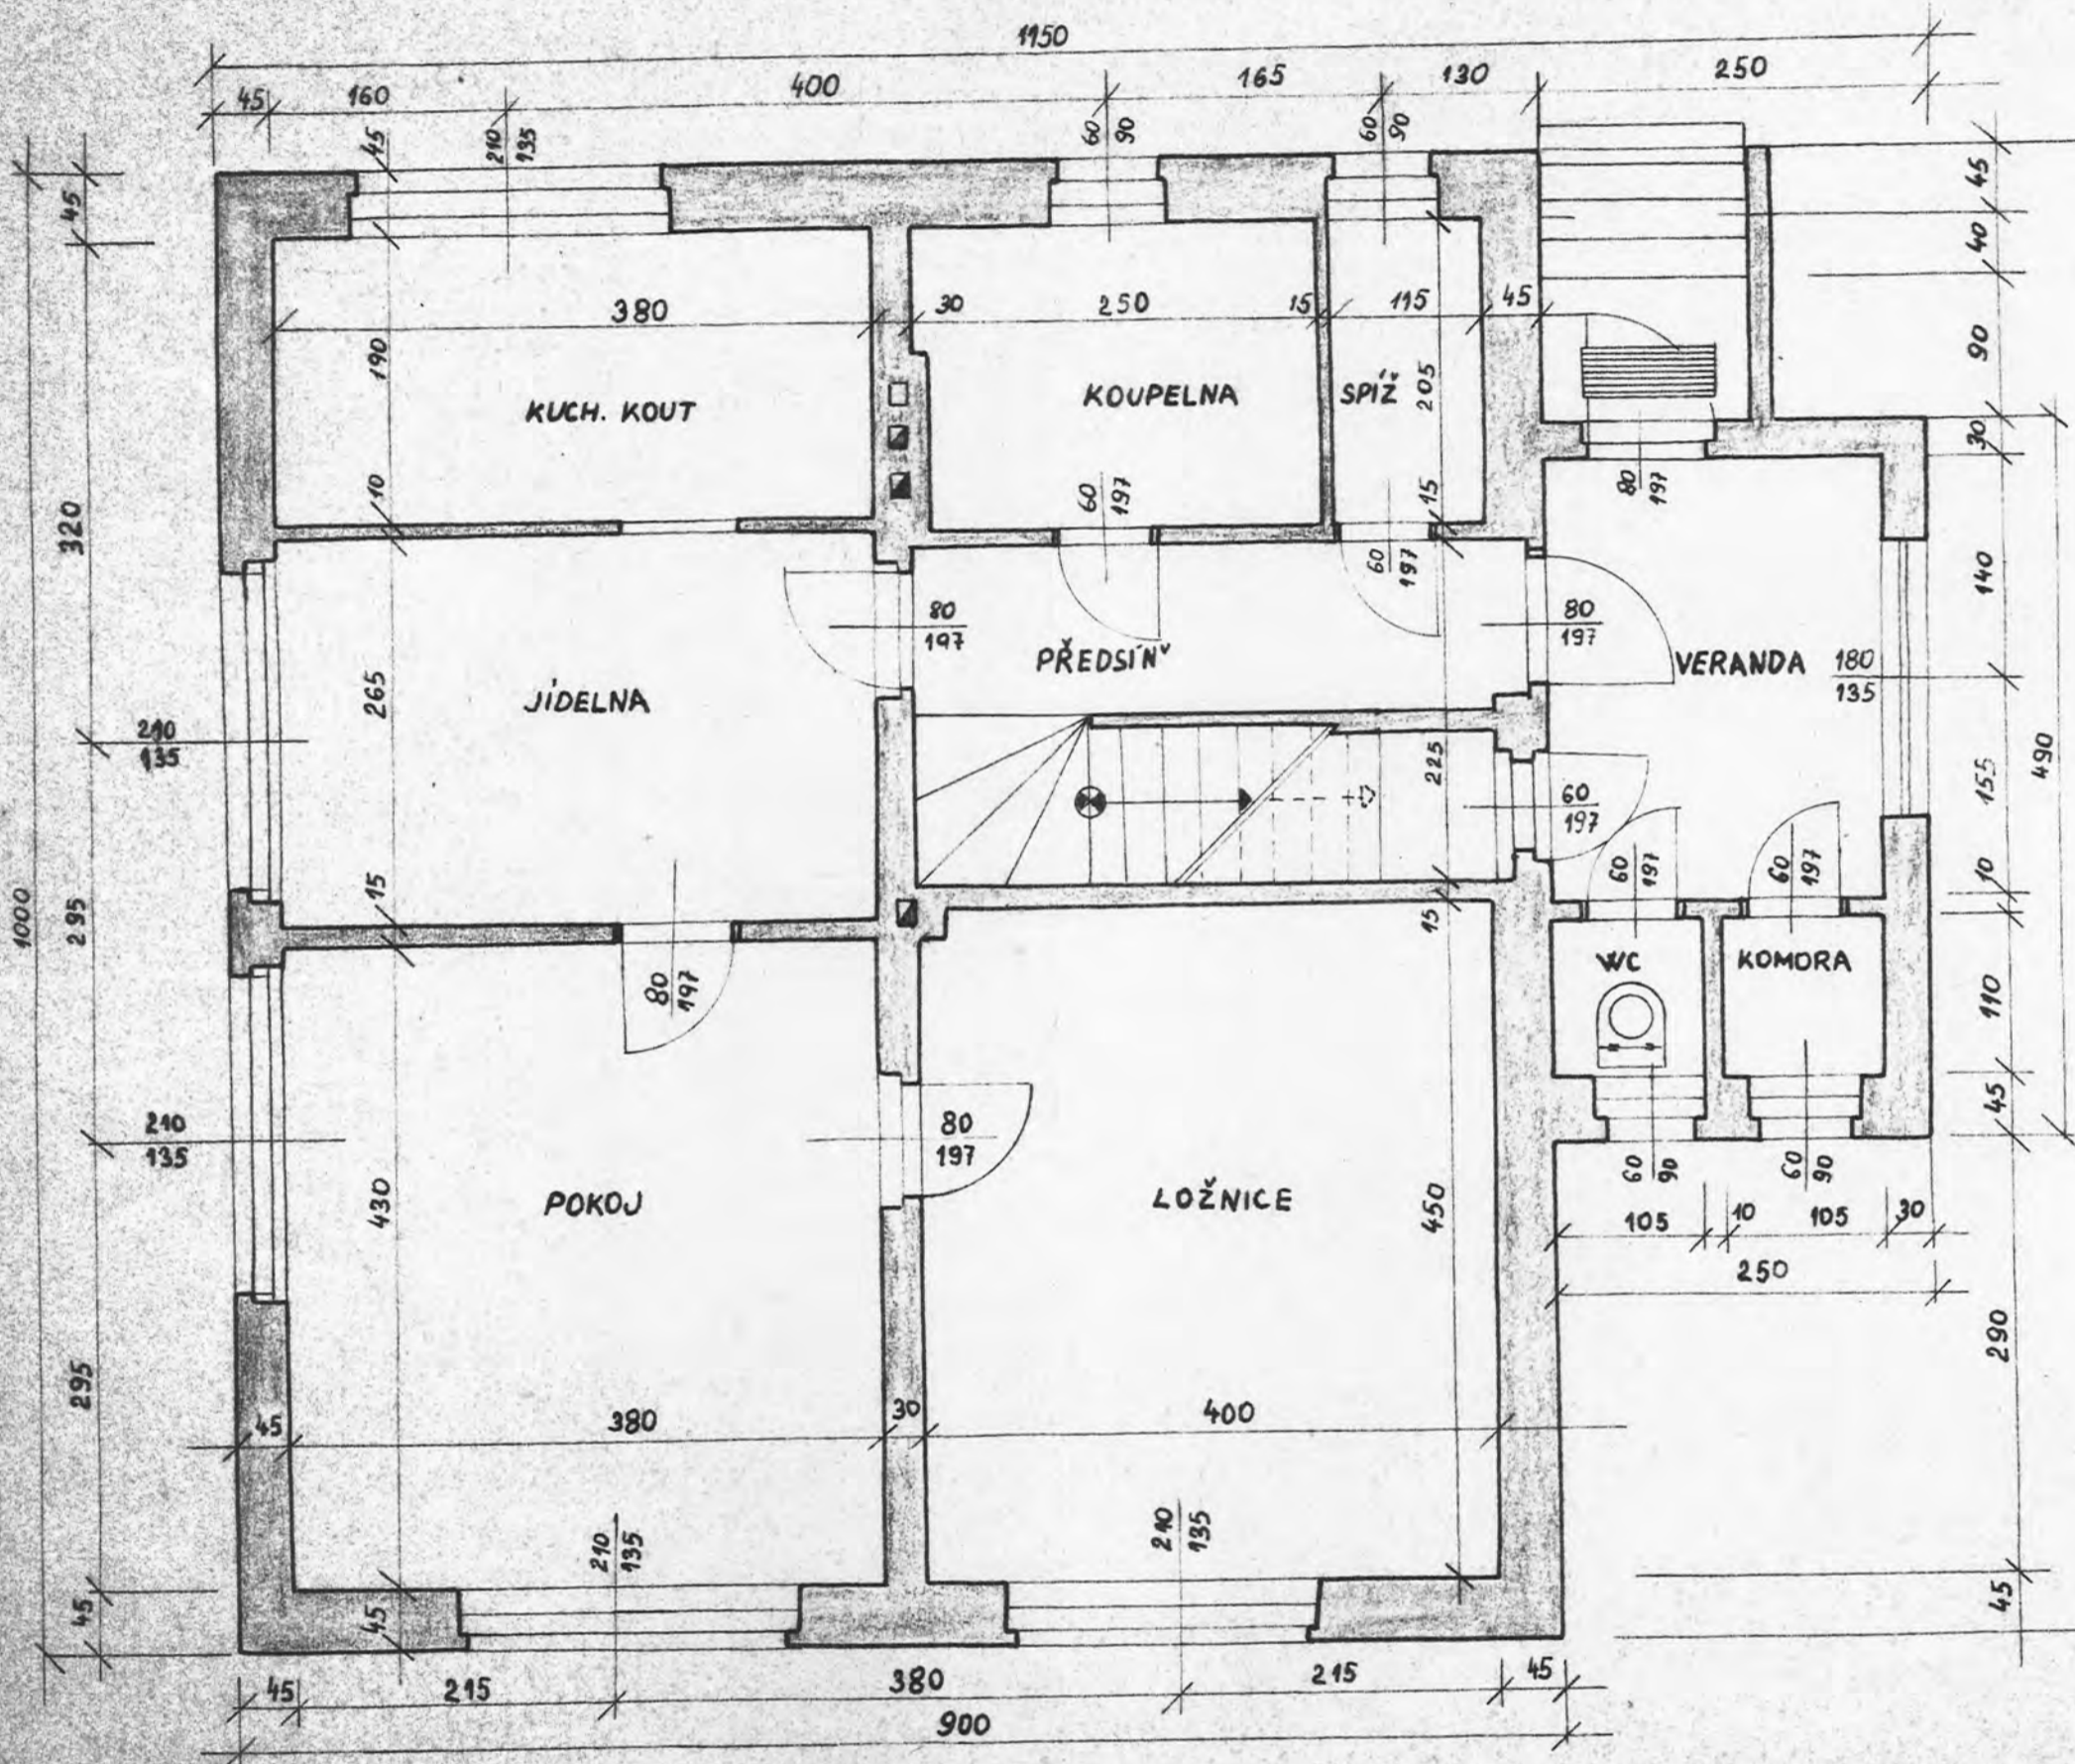 1150
45 160 400 165 130 250
45 210 135 60 90 60 90
45
45
40
380 30 250 15 115 45
190
90
KUCH. KOUT KOUPELNA SPÍŽ 205
30
10 60 197 15 80 197
320
60 197
140
80 197 80 197
PŘEDSÍŇ VERANDA 180 135
265 JÍDELNA
210 135
225 155 490
60 197
15 60 197 60 197 10
1000 295
15
80 197 WC KOMORA
110
45
210 135 80 197
60 90 60 90
430 POKOJ LOŽNICE 450
105 10 105 30
250
290
295
45 380 30 400
210 135 210 135
45 45 45
45 215 380 215 45
900